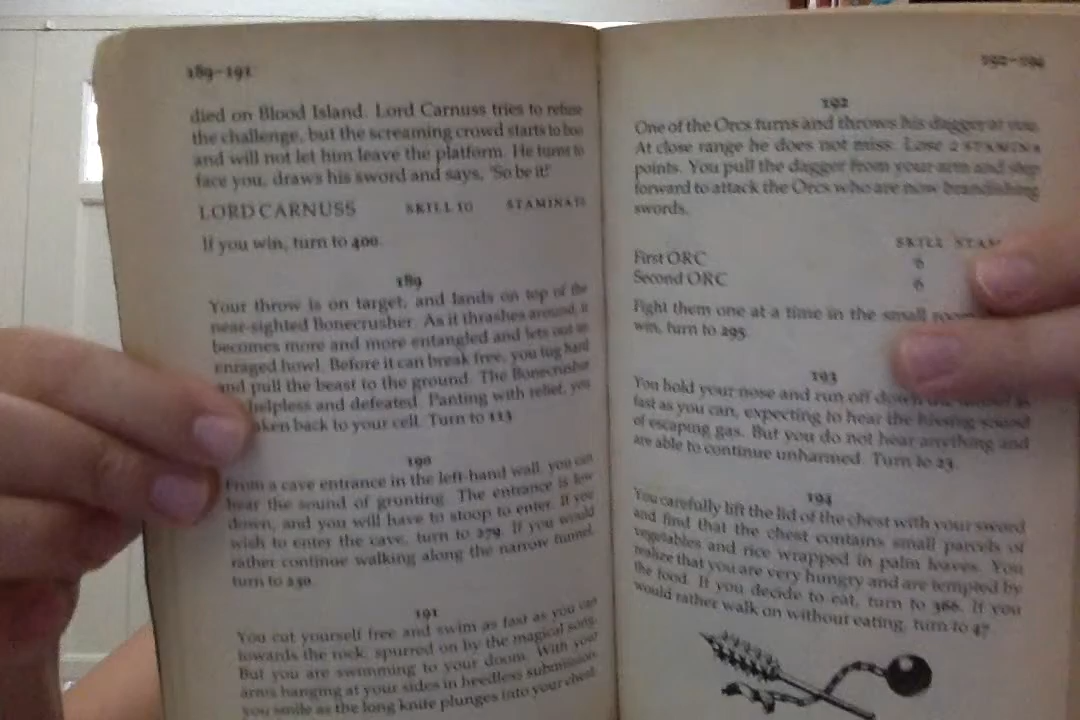 189-191
died on Blood Island. Lord Carnuss tries to refuse
the challenge, but the screaming crowd starts to boo
and will not let him leave the platform. He turns to
face you, draws his sword and says, 'So be it!'
LORD CARNUSS SKILL 10 STAMINA
If you win, turn to 400.
189
Your throw is on target, and lands on top of the
near-sighted Bonecrusher. As it thrashes around, it
becomes more and more entangled and lets out an
enraged howl. Before it can break free, you tug hard
and pull the beast to the ground. The Bonecrusher
helpless and defeated. Panting with relief, you
aken back to your cell. Turn to 113.
190
From a cave entrance in the left-hand wall, you can
hear the sound of grunting. The entrance is low
down, and you will have to stoop to enter. If you
wish to enter the cave, turn to 279. If you would
rather continue walking along the narrow tunnel,
turn to
191
You cut yourself free and swim as fast as you can
towards the rock, spurred on by the magical song.
But you are swimming to your doom. With your
arms hanging at your sides in heedless submission,
you smile as the long knife plunges into your chest.
192-194
192
One of the Orcs turns and throws his dagger at you.
At close range he does not miss. Lose 2 STAMINA
points. You pull the dagger from your arm and step
forward to attack the Orcs who are now brandishing
swords.
SKILL STAM
First ORC 6
Second ORC 6
Fight them one at a time in the small room
win, turn to 295.
193
You hold your nose and run off down the tunnel as
fast as you can, expecting to hear the hissing sound
of escaping gas. But you do not hear anything and
are able to continue unharmed. Turn to 23.
194
You carefully lift the lid of the chest with your sword
and find that the chest contains small parcels of
vegetables and rice wrapped in palm leaves. You
realize that you are very hungry and are tempted by
the food. If you decide to eat, turn to 366. If you
would rather walk on without eating, turn to 47.